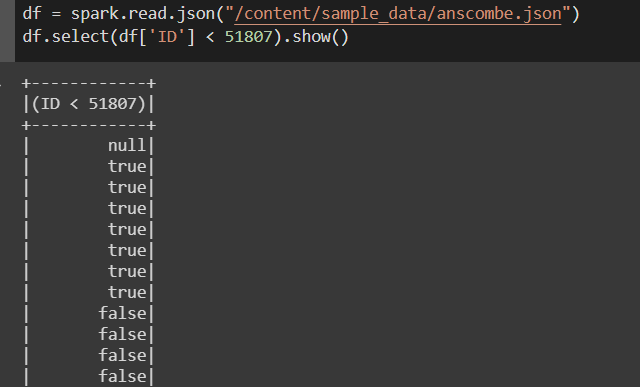 df = spark.read.json("/content/sample_data/anscombe.json")
df.select(df['ID'] < 51807).show()
+------------+
|(ID < 51807)|
+------------+
|        null|
|        true|
|        true|
|        true|
|        true|
|        true|
|        true|
|        true|
|       false|
|       false|
|       false|
|       false|